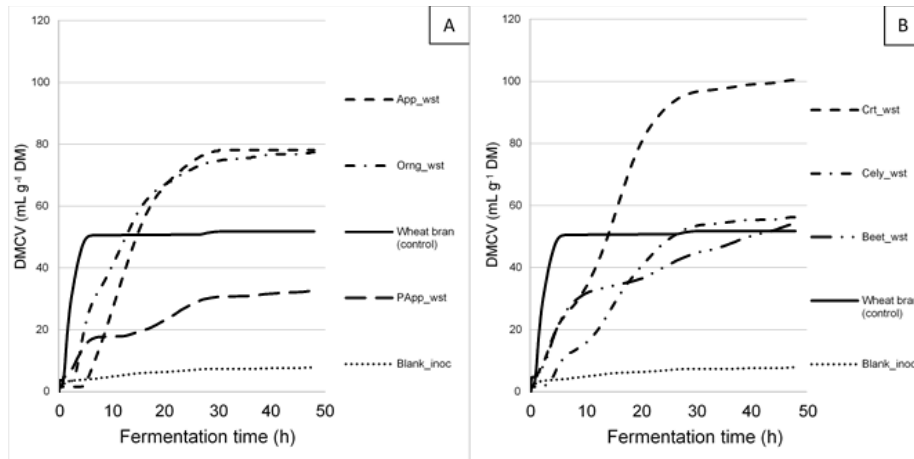 A
120
100
80
60
40
20
0
DMCV (mL g⁻¹ DM)
0 10 20 30 40 50
Fermentation time (h)
App_wst
Orng_wst
Wheat bran
(control)
PApp_wst
Blank_inoc
B
120
100
80
60
40
20
0
DMCV (mL g⁻¹ DM)
0 10 20 30 40 50
Fermentation time (h)
Crt_wst
Cely_wst
Beet_wst
Wheat bran
(control)
Blank_inoc